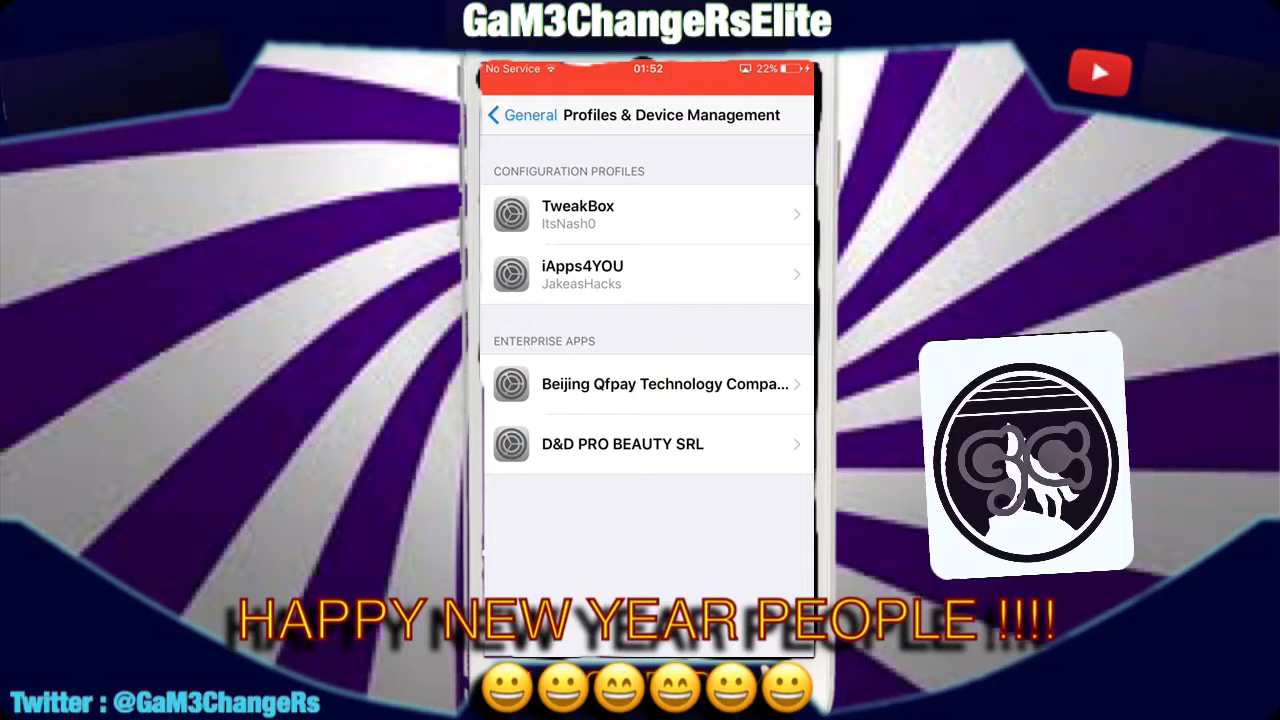 GaM3ChangeRsElite
No Service 01:52 22%
General Profiles & Device Management
CONFIGURATION PROFILES
TweakBox
ItsNash0
iApps4YOU
JakeasHacks
ENTERPRISE APPS
Beijing Qfpay Technology Compa...
D&D PRO BEAUTY SRL
HAPPY NEW YEAR PEOPLE !!!!
😀😀😄😄😀😀
Twitter : @GaM3ChangeRs